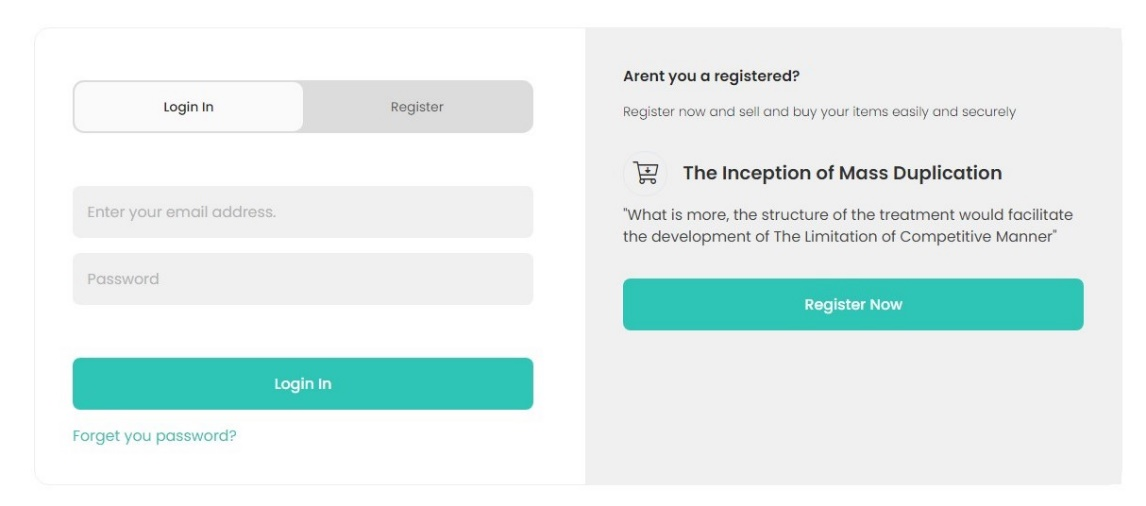 Login In
Register
Enter your email address.
Password
Login In
Forget you password?
Arent you a registered?
Register now and sell and buy your items easily and securely
The Inception of Mass Duplication
"What is more, the structure of the treatment would facilitate
the development of The Limitation of Competitive Manner"
Register Now